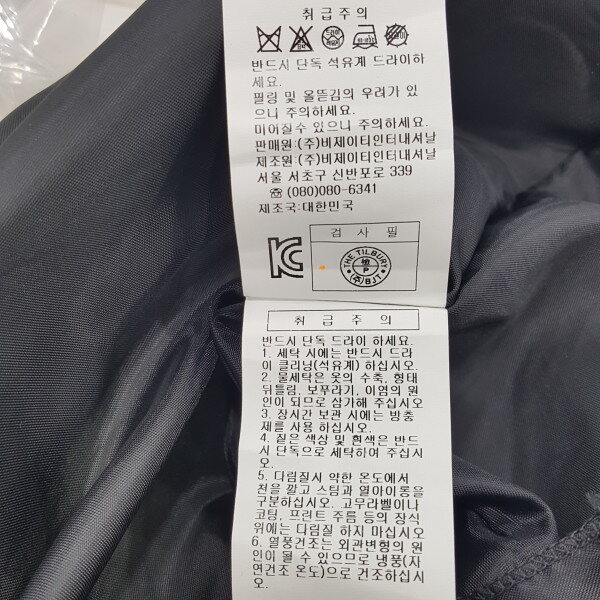 취급주의
드라이
반드시 단독 석유계 드라이하
세요.
필링 및 올뜯김의 우려가 있
으니 주의하세요.
미어질수 있으니 주의하세요.
판매원:(주)비제이티인터내셔날
제조원:(주)비제이티인터내셔날
서울 서초구 신반포로 339
☎ (080)080-6341
제조국:대한민국
검 사 필
THE TILBURY
P
(주)BJT
취 급 주 의
반드시 단독 드라이 하세요.
1. 세탁 시에는 반드시 드라
이 클리닝(석유계) 하십시오.
2. 물세탁은 옷의 수축, 형태
뒤틀림, 보푸라기, 이염의 원
인이 되므로 삼가해 주십시오
3. 장시간 보관 시에는 방충
제를 사용 하십시오.
4. 짙은 색상 및 흰색은 반드
시 단독으로 세탁하여 주십시
오.
5. 다림질시 약한 온도에서
천을 깔고 스팀과 열아이롱을
구분하십시오. 고무라벨이나
코팅, 프린트 주름 등의 장식
위에는 다림질 하지 마십시오
6. 열풍건조는 외관변형의 원
인이 될 수 있으므로 냉풍(자
연건조 온도)으로 건조하십시
오.